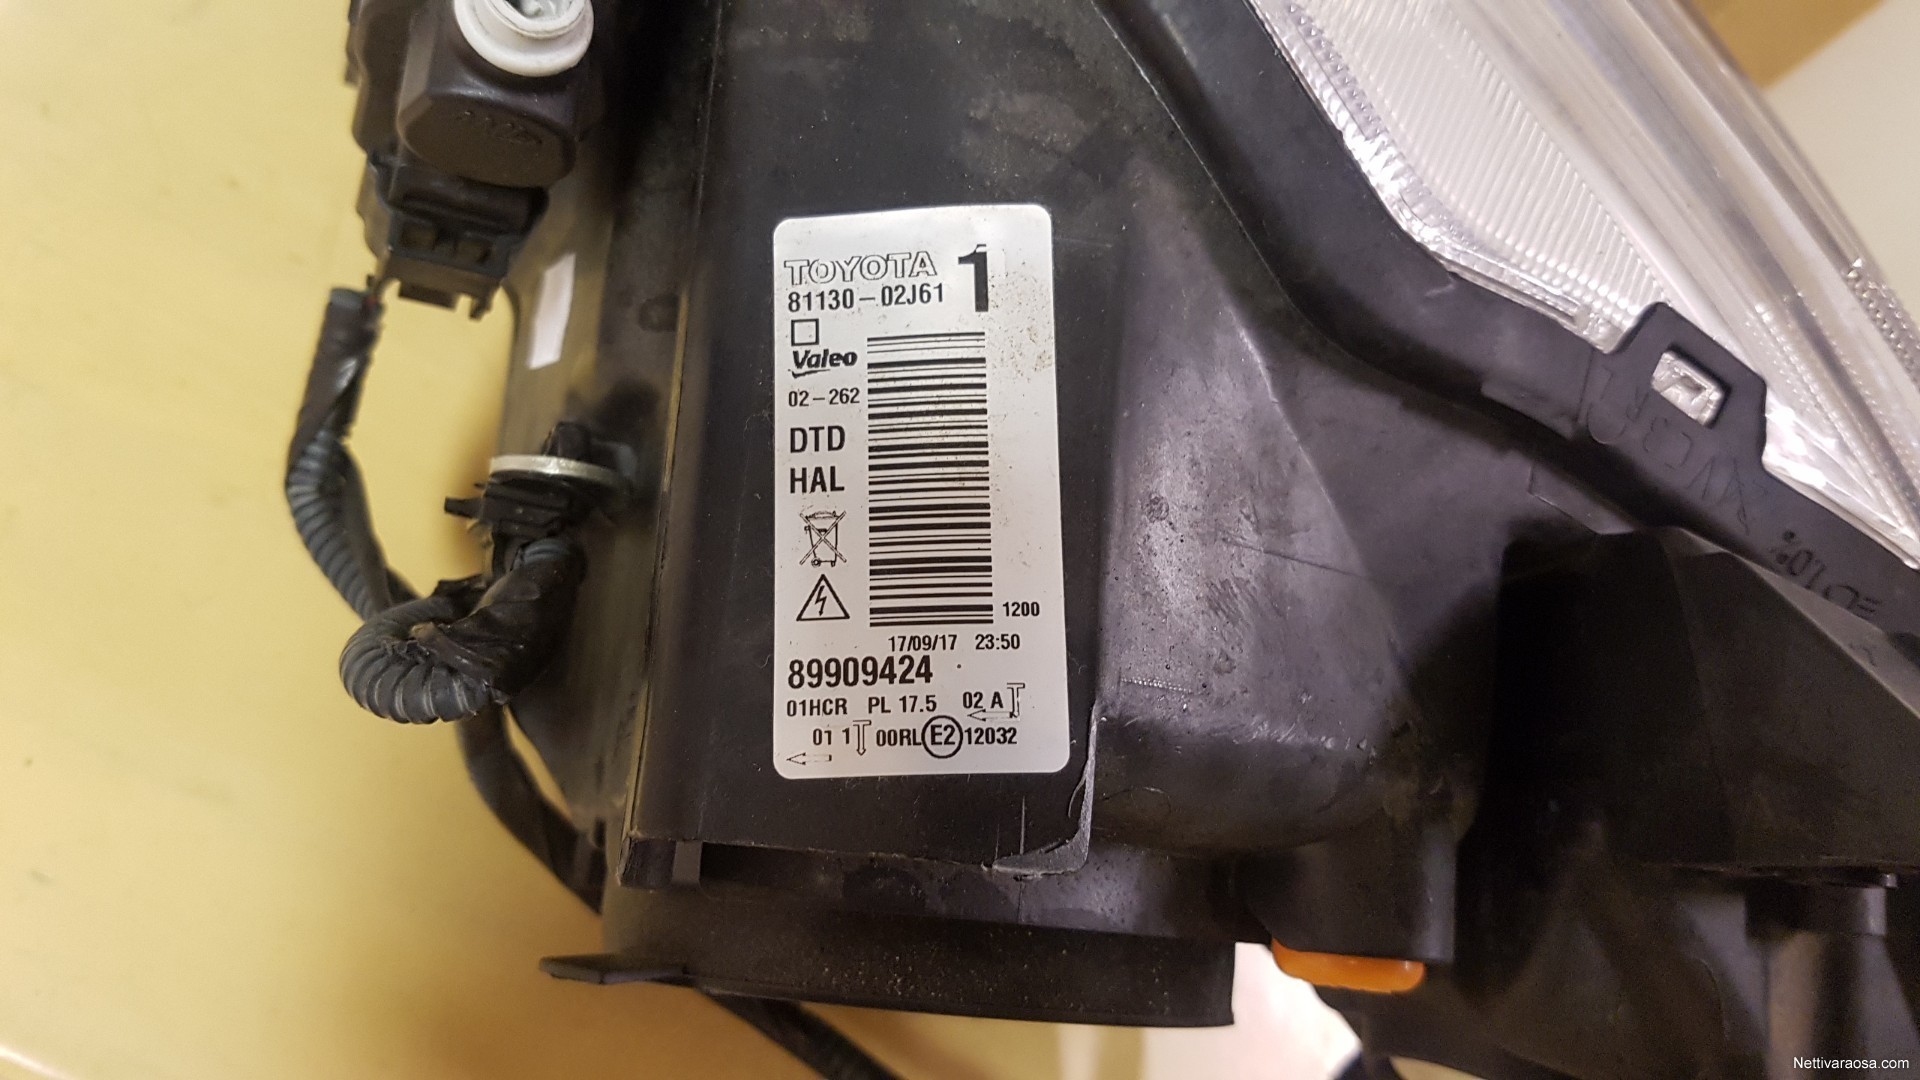 TOYOTA 1
81130-02J61
Valeo
02-262
DTD
HAL
1200
17/09/17 23:50
89909424
01HCR PL 17.5 02 A
01 1 00RL E2 12032
Nettivaraosa.com